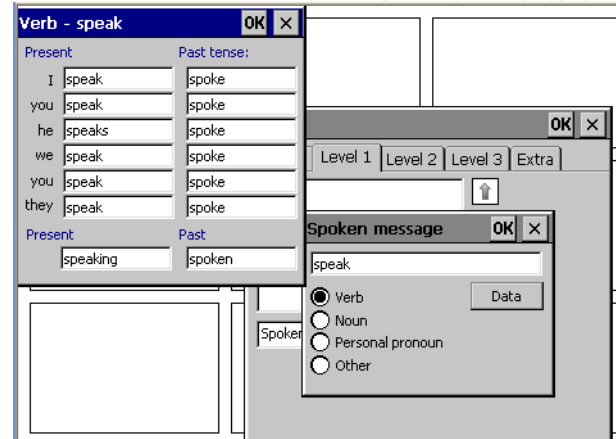 Verb - speak OK ×
Present Past tense:
I speak spoke
you speak spoke
he speaks spoke
we speak spoke
you speak spoke
they speak spoke
Present Past
speaking spoken
OK ×
Level 1 Level 2 Level 3 Extra
Spoken message OK ×
speak
Verb Data
Noun
Personal pronoun
Other
Spoken